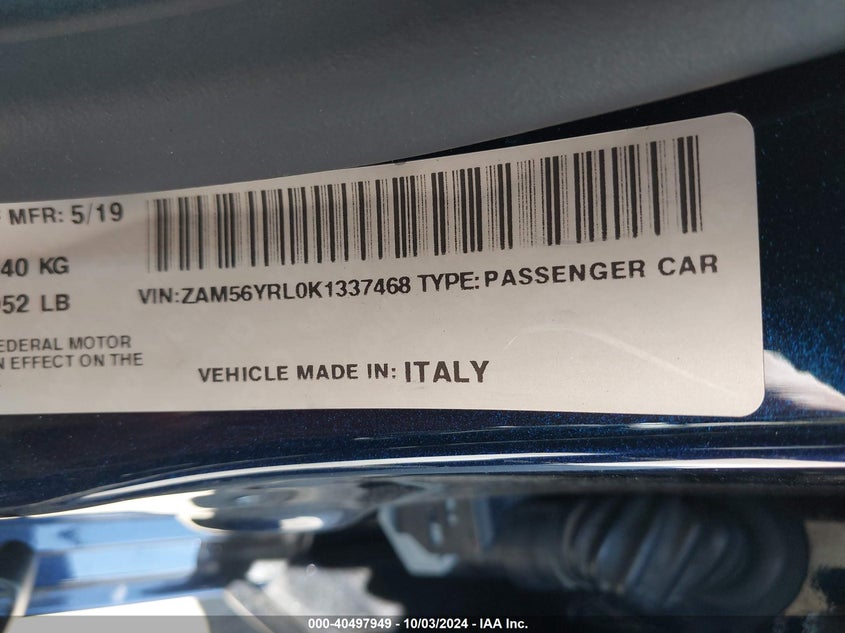 MFR: 5/19
40 KG
952 LB
VIN:ZAM56YRL0K1337468 TYPE:PASSENGER CAR
EDERAL MOTOR
N EFFECT ON THE
VEHICLE MADE IN: ITALY
000-40497949 - 10/03/2024 - IAA Inc.